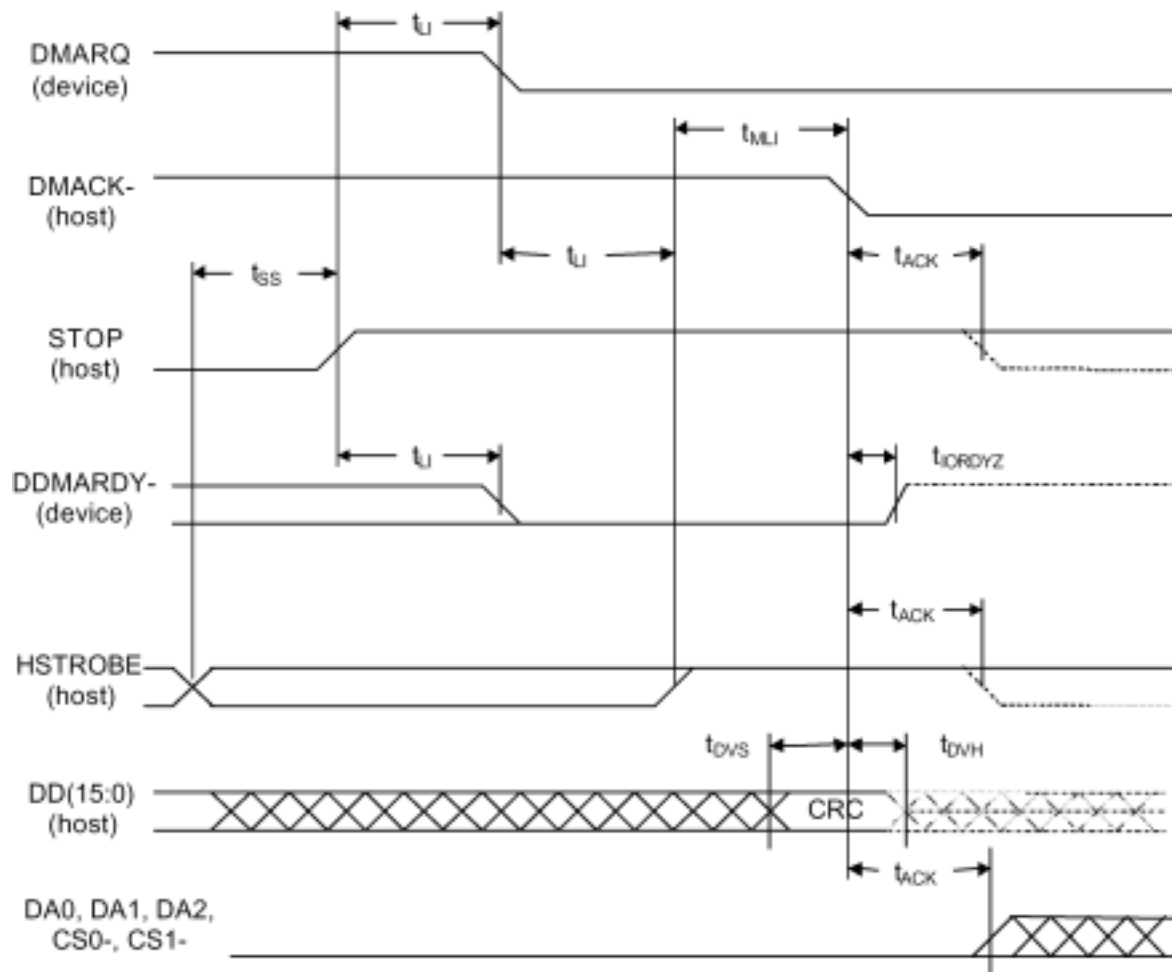 tLI
DMARQ
(device)
tMLI
DMACK-
(host)
tLI
tACK
tSS
STOP
(host)
tLI
tIORDYZ
DDMARDY-
(device)
tACK
HSTROBE
(host)
tDVS
tDVH
DD(15:0)
(host)
CRC
tACK
DA0, DA1, DA2,
CS0-, CS1-